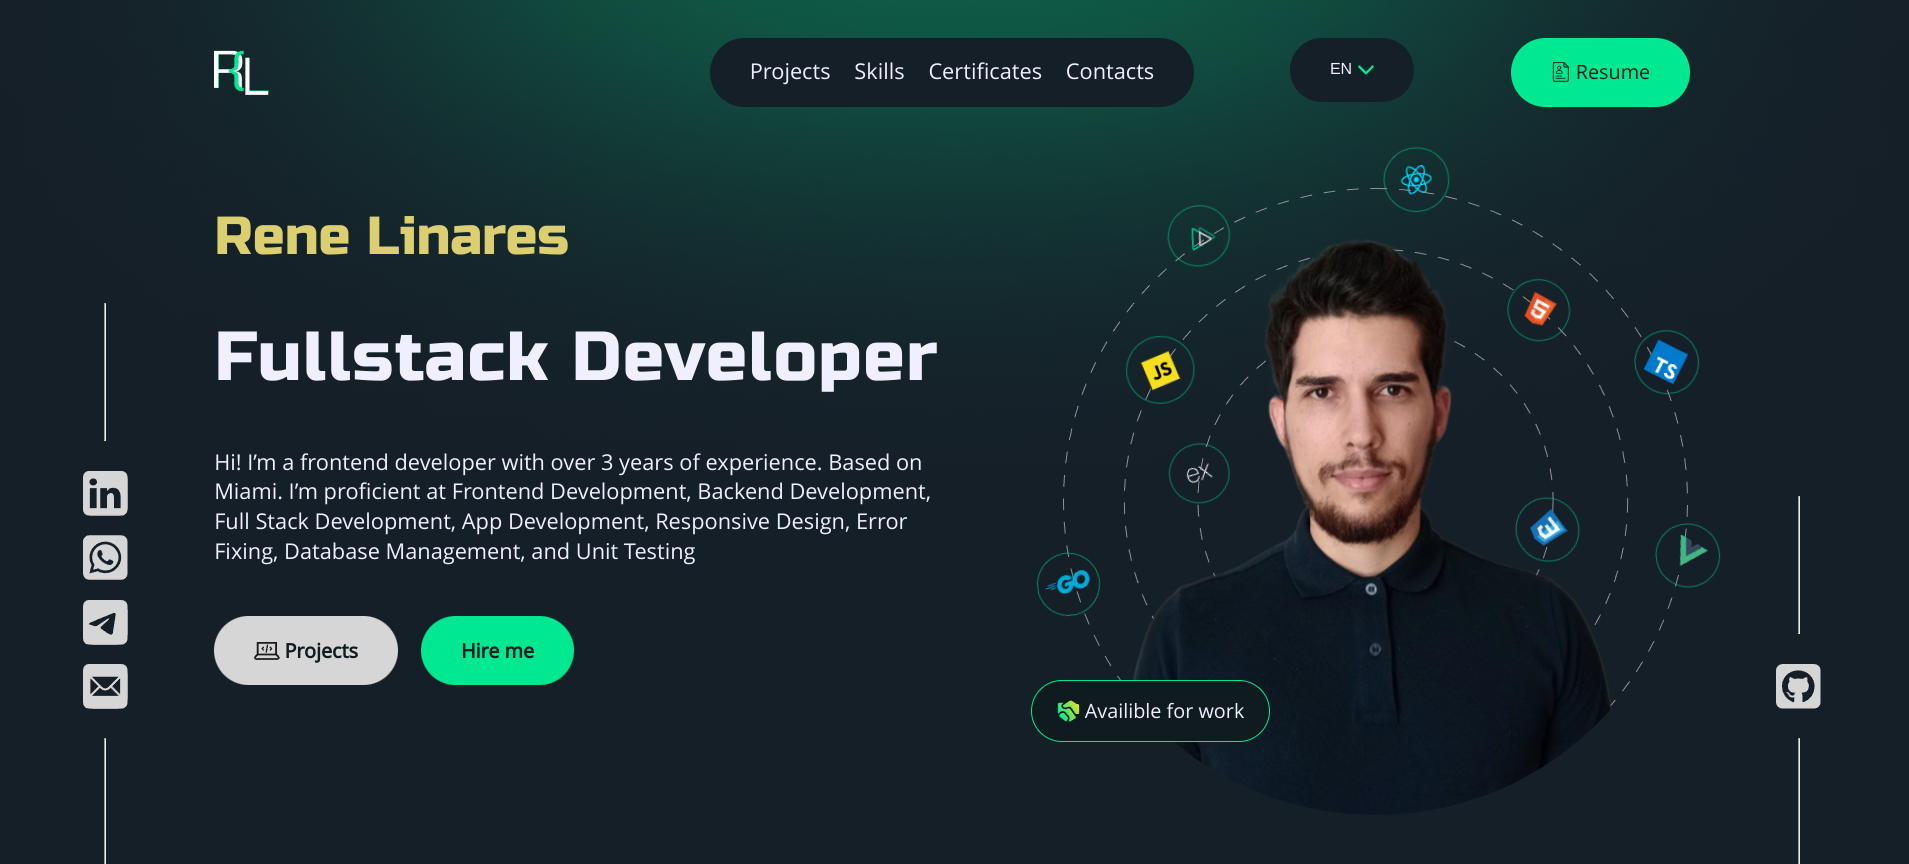 RL
Projects Skills Certificates Contacts
EN
Resume
Rene Linares
Fullstack Developer
Hi! I’m a frontend developer with over 3 years of experience. Based on
Miami. I’m proficient at Frontend Development, Backend Development,
Full Stack Development, App Development, Responsive Design, Error
Fixing, Database Management, and Unit Testing
Projects
Hire me
in
JS
5
TS
ex
3
GO
Availible for work